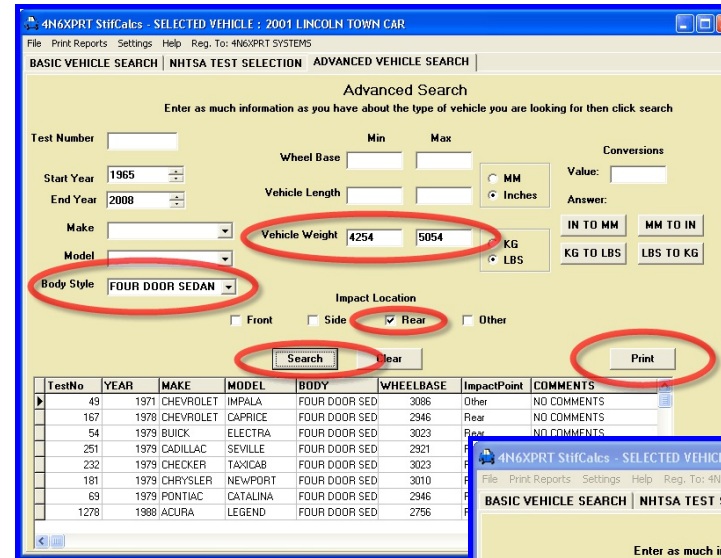 4N6XPRT StifCalcs - SELECTED VEHICLE : 2001 LINCOLN TOWN CAR
File Print Reports Settings Help Reg. To: 4N6XPRT SYSTEMS
BASIC VEHICLE SEARCH NHTSA TEST SELECTION ADVANCED VEHICLE SEARCH
Advanced Search
Enter as much information as you have about the type of vehicle you are looking for then click search
Test Number
Min Max
Wheel Base
Conversions
Start Year 1965
MM
Value:
End Year 2008
Vehicle Length
Inches
Answer:
Make
Vehicle Weight 4254 5054
KG
IN TO MM MM TO IN
Model
LBS
KG TO LBS LBS TO KG
Body Style FOUR DOOR SEDAN
Impact Location
Front Side Rear Other
Search Clear Print
TestNo YEAR MAKE MODEL BODY WHEELBASE ImpactPoint COMMENTS
49 1971 CHEVROLET IMPALA FOUR DOOR SED 3086 Other NO COMMENTS
167 1978 CHEVROLET CAPRICE FOUR DOOR SED 2946 Rear NO COMMENTS
54 1979 BUICK ELECTRA FOUR DOOR SED 3023 Rear NO COMMENTS
251 1979 CADILLAC SEVILLE FOUR DOOR SED 2921
232 1979 CHECKER TAXICAB FOUR DOOR SED 3023
181 1979 CHRYSLER NEWPORT FOUR DOOR SED 3010
69 1979 PONTIAC CATALINA FOUR DOOR SED 2946
1278 1988 ACURA LEGEND FOUR DOOR SED 2756
4N6XPRT StifCalcs - SELECTED VEHICL
File Print Reports Settings Help Reg. To: 4N
BASIC VEHICLE SEARCH NHTSA TEST S
Enter as much i